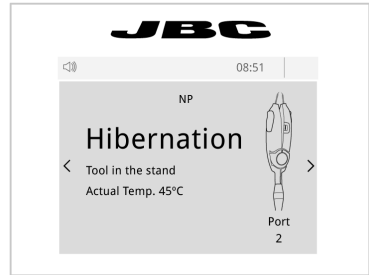 JBC
08:51
NP
Hibernation
Tool in the stand
Actual Temp. 45ºC
Port
2